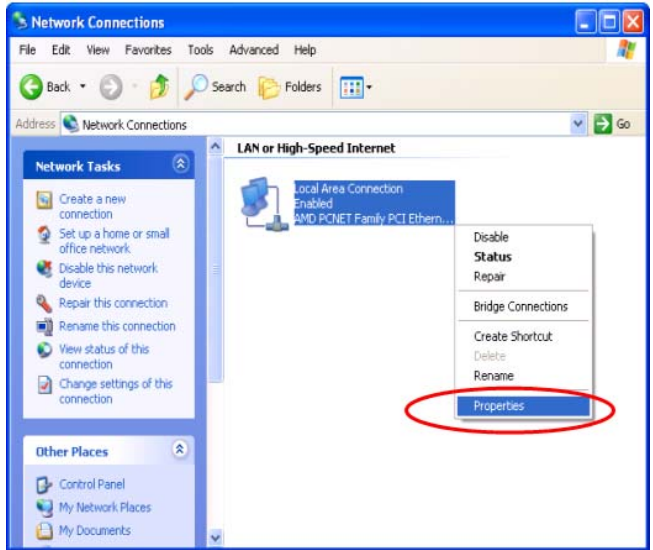 Network Connections
File Edit View Favorites Tools Advanced Help
Back Search Folders
Address Network Connections Go
Network Tasks
Create a new
connection
Set up a home or small
office network
Disable this network
device
Repair this connection
Rename this connection
View status of this
connection
Change settings of this
connection
Other Places
Control Panel
My Network Places
My Documents
LAN or High-Speed Internet
Local Area Connection
Enabled
AMD PCNET Family PCI Ethern...
Disable
Status
Repair
Bridge Connections
Create Shortcut
Delete
Rename
Properties